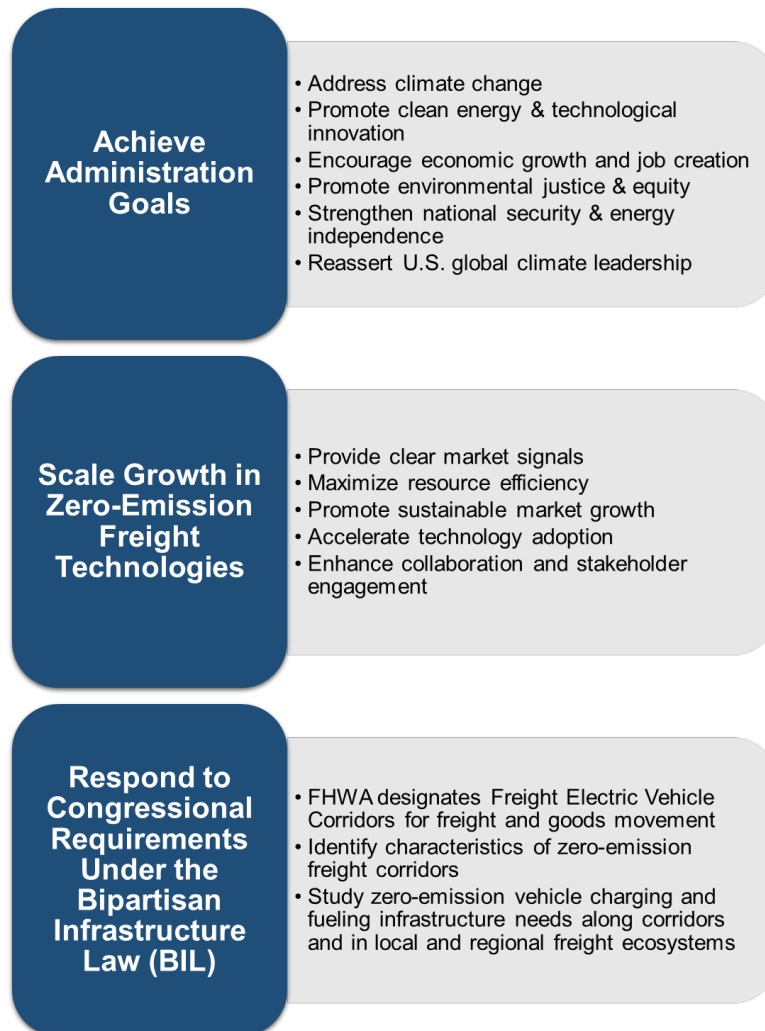 Achieve
Administration
Goals
• Address climate change
• Promote clean energy & technological
innovation
• Encourage economic growth and job creation
• Promote environmental justice & equity
• Strengthen national security & energy
independence
• Reassert U.S. global climate leadership
Scale Growth in
Zero-Emission
Freight
Technologies
• Provide clear market signals
• Maximize resource efficiency
• Promote sustainable market growth
• Accelerate technology adoption
• Enhance collaboration and stakeholder
engagement
Respond to
Congressional
Requirements
Under the
Bipartisan
Infrastructure
Law (BIL)
• FHWA designates Freight Electric Vehicle
Corridors for freight and goods movement
• Identify characteristics of zero-emission
freight corridors
• Study zero-emission vehicle charging and
fueling infrastructure needs along corridors
and in local and regional freight ecosystems